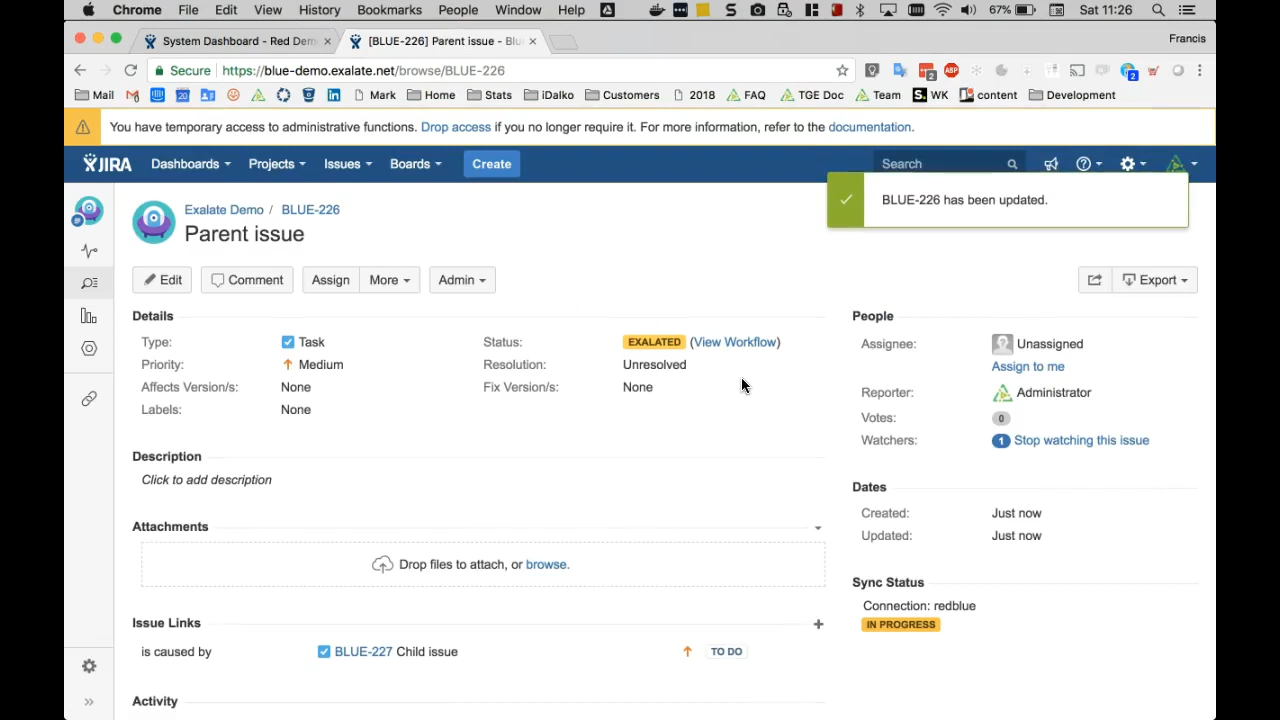 Chrome File Edit View History Bookmarks People Window Help 67% Sat 11:26
System Dashboard - Red Dem
[BLUE-226] Parent issue - Blu
Francis
Secure https://blue-demo.exalate.net/browse/BLUE-226
Mail Mark Home Stats iDalko Customers 2018 FAQ TGE Doc Team WK content Development
You have temporary access to administrative functions. Drop access if you no longer require it. For more information, refer to the documentation.
JIRA Dashboards Projects Issues Boards Create Search
BLUE-226 has been updated.
Exalate Demo / BLUE-226
Parent issue
Edit Comment Assign More Admin Export
Details
Type: Task Status: EXALATED (View Workflow)
Priority: Medium Resolution: Unresolved
Affects Version/s: None Fix Version/s: None
Labels: None
Description
Click to add description
Attachments
Drop files to attach, or browse.
Issue Links
is caused by BLUE-227 Child issue TO DO
Activity
People
Assignee: Unassigned
Assign to me
Reporter: Administrator
Votes: 0
Watchers: 1 Stop watching this issue
Dates
Created: Just now
Updated: Just now
Sync Status
Connection: redblue
IN PROGRESS